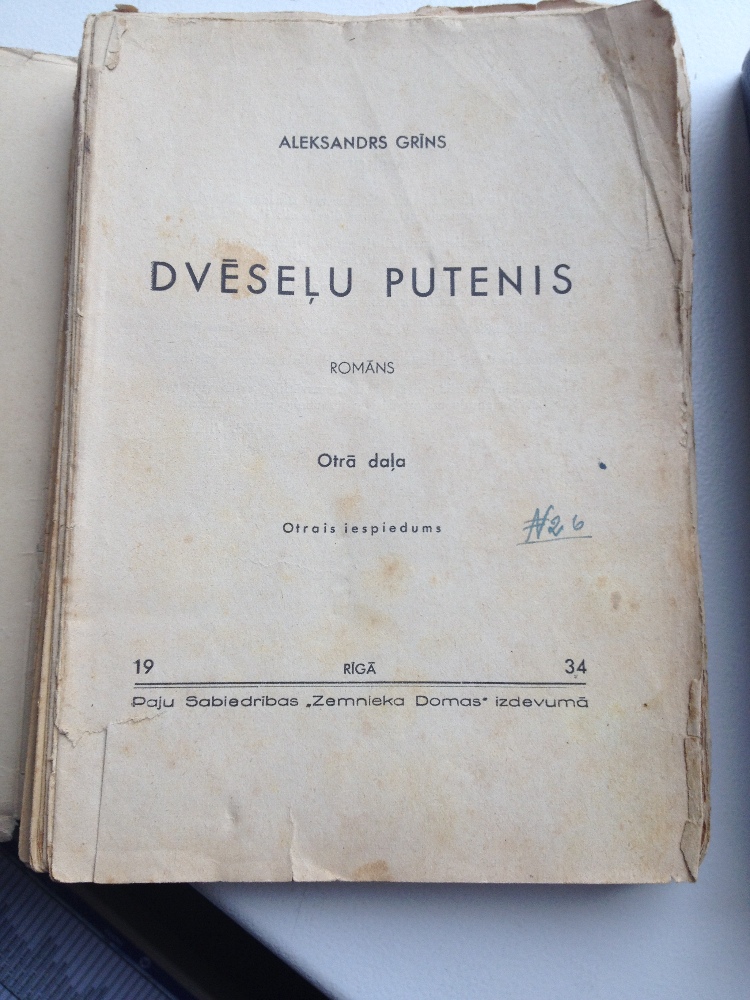 ALEKSANDRS GRĪNS
DVĒSEĻU PUTENIS
ROMĀNS
Otrā daļa
Otrais iespiedums
№26
19 RĪGĀ 34
Paju Sabiedrības „Zemnieka Domas" izdevumā